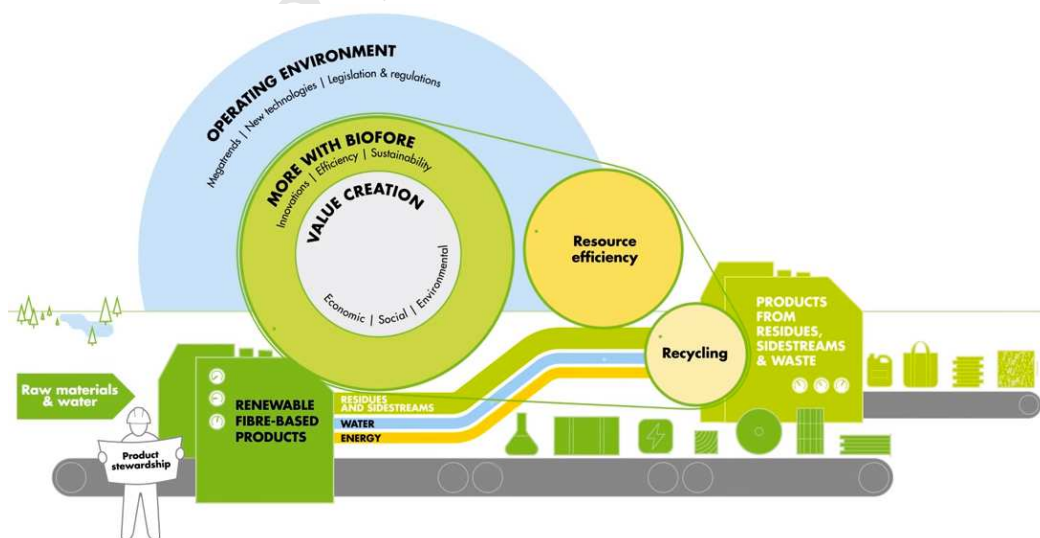 OPERATING ENVIRONMENT
Megatrends | New technologies | Legislation & regulations
MORE WITH BIOFORE
Innovations | Efficiency | Sustainability
VALUE CREATION
Economic | Social | Environmental
Resource
efficiency
Recycling
PRODUCTS
FROM
RESIDUES,
SIDESTREAMS
& WASTE
Raw materials
& water
Product
stewardship
RENEWABLE
FIBRE-BASED
PRODUCTS
RESIDUES
AND SIDESTREAMS
WATER
ENERGY